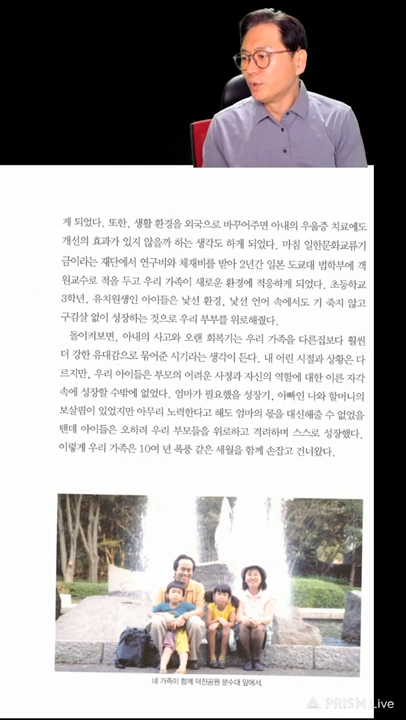 게 되었다. 또한, 생활 환경을 외국으로 바꾸어주면 아내의 우울증 치료에도
개선의 효과가 있지 않을까 하는 생각도 하게 되었다. 마침 일한문화교류기
금이라는 재단에서 연구비와 체재비를 받아 2년간 일본 도쿄대 법학부에 객
원교수로 적을 두고 우리 가족이 새로운 환경에 적응하게 되었다. 초등학교
3학년, 유치원생인 아이들은 낯선 환경, 낯선 언어 속에서도 기 죽지 않고
구김살 없이 성장하는 것으로 우리 부부를 위로해줬다.
돌이켜보면, 아내의 사고와 오랜 회복기는 우리 가족을 다른집보다 훨씬
더 강한 유대감으로 묶어준 시기라는 생각이 든다. 내 어린 시절과 상황은 다
르지만, 우리 아이들은 부모의 어려운 사정과 자신의 역할에 대한 이른 자각
속에 성장할 수밖에 없었다. 엄마가 필요했을 성장기, 아빠인 나와 할머니의
보살핌이 있었지만 아무리 노력한다고 해도 엄마의 몫을 대신해줄 수 없었을
텐데 아이들은 오히려 우리 부모들을 위로하고 격려하며 스스로 성장했다.
이렇게 우리 가족은 10여 년 폭풍 같은 세월을 함께 손잡고 건너왔다.
네 가족이 함께 덕진공원 분수대 앞에서.
PRISM Live